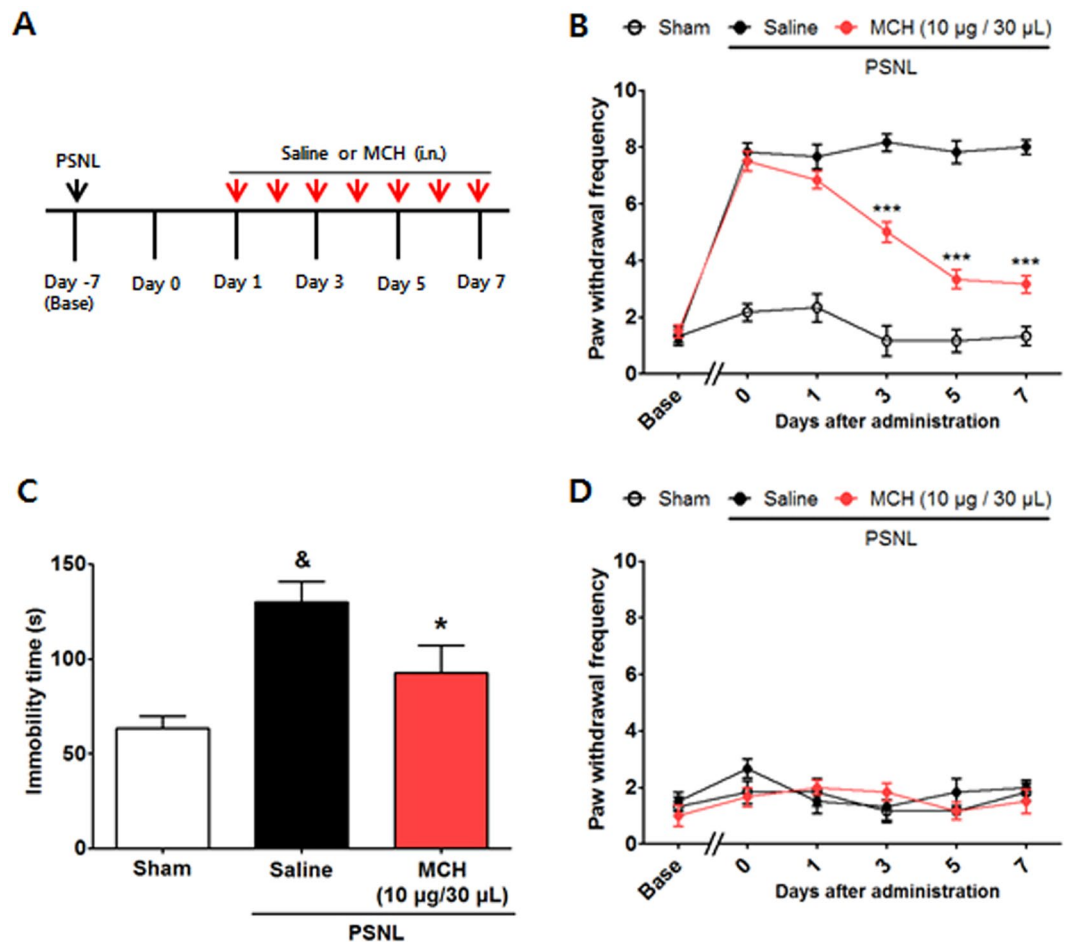 A
PSNL
Saline or MCH (i.n.)
Day -7
(Base)
Day 0
Day 1
Day 3
Day 5
Day 7
B
Sham Saline MCH (10 µg / 30 µL)
PSNL
Paw withdrawal frequency
10
8
6
4
2
0
***
***
***
Base
0
1
3
5
7
Days after administration
C
Immobility time (s)
150
100
50
0
&
*
Sham
Saline
MCH
(10 µg/30 µL)
PSNL
D
Sham Saline MCH (10 µg / 30 µL)
PSNL
Paw withdrawal frequency
10
8
6
4
2
0
Base
0
1
3
5
7
Days after administration